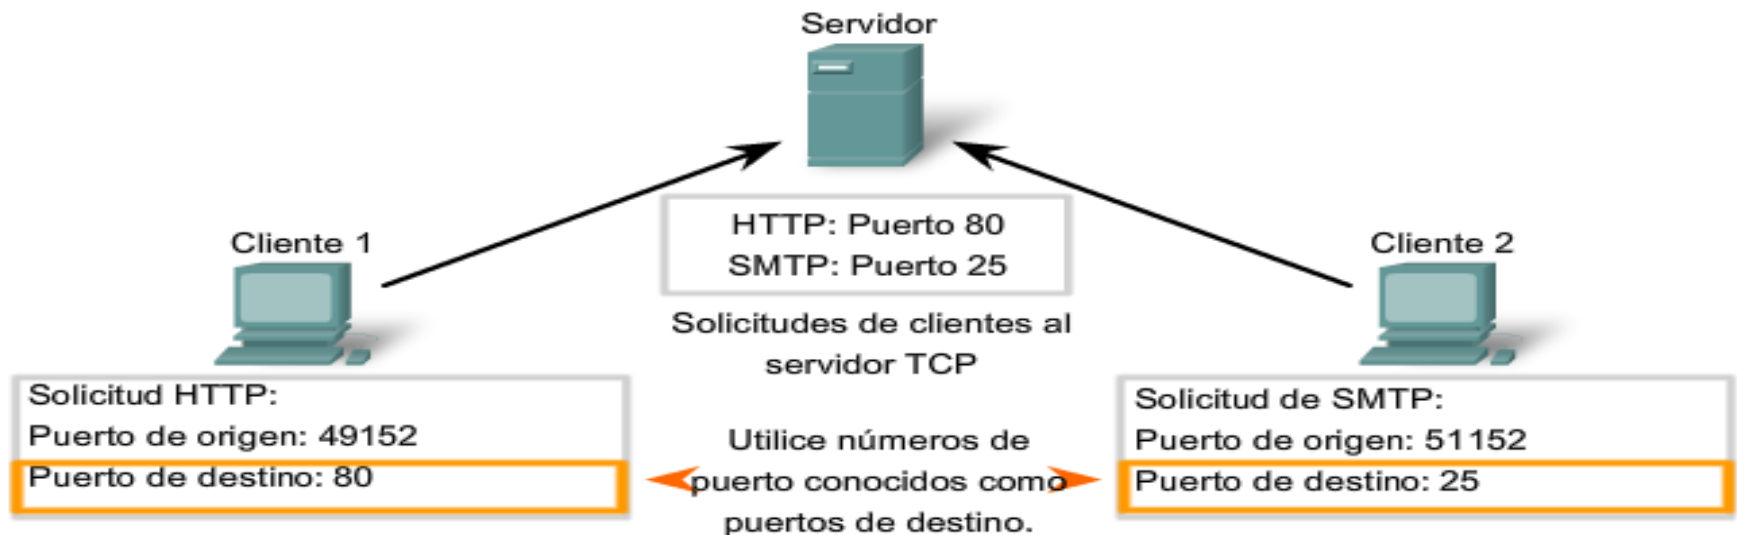 Servidor
HTTP: Puerto 80
SMTP: Puerto 25
Solicitudes de clientes al
servidor TCP
Cliente 1
Solicitud HTTP:
Puerto de origen: 49152
Puerto de destino: 80
Utilice números de
puerto conocidos como
puertos de destino.
Cliente 2
Solicitud de SMTP:
Puerto de origen: 51152
Puerto de destino: 25